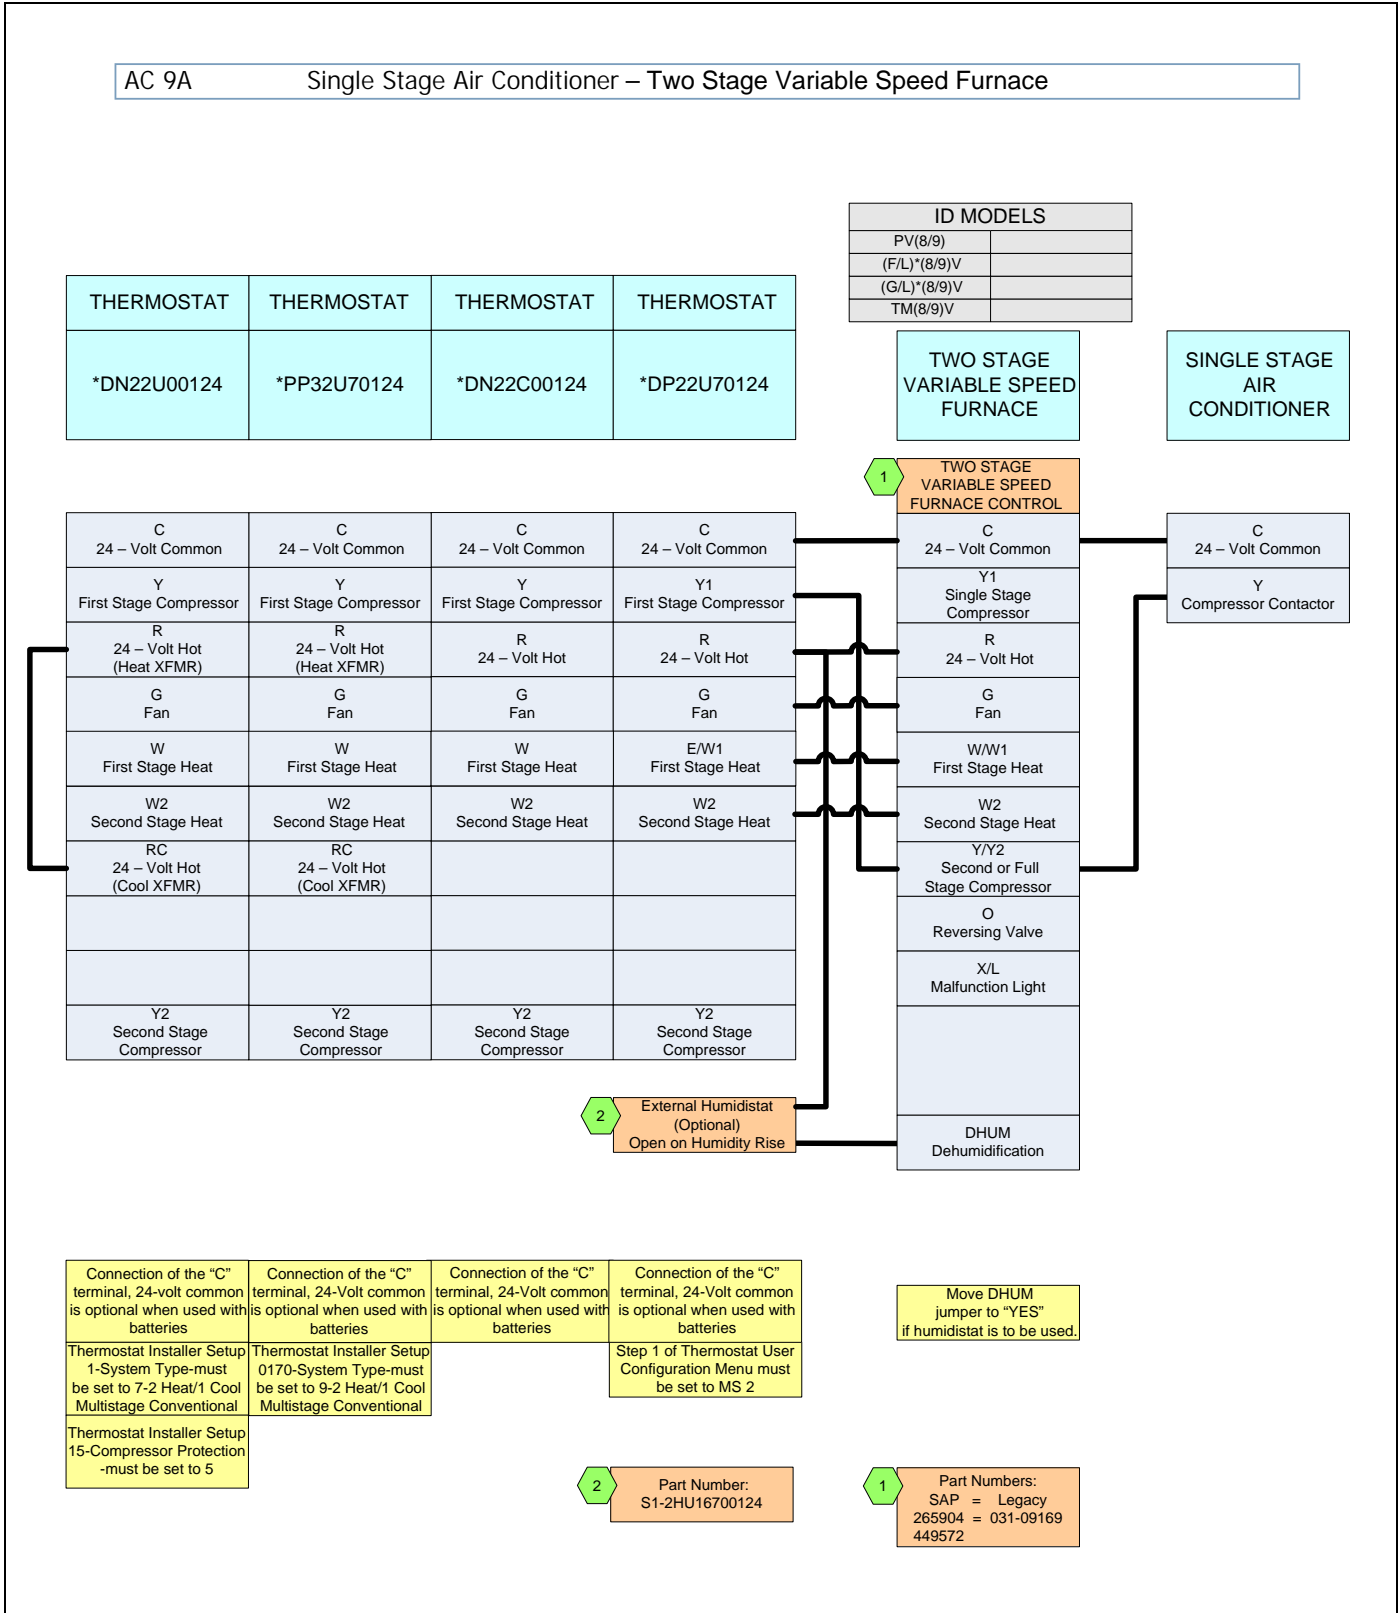 AC 9A Single Stage Air Conditioner – Two Stage Variable Speed Furnace
ID MODELS
PV(8/9)
(F/L)*(8/9)V
(G/L)*(8/9)V
TM(8/9)V
THERMOSTAT THERMOSTAT THERMOSTAT THERMOSTAT
*DN22U00124 *PP32U70124 *DN22C00124 *DP22U70124
TWO STAGE
VARIABLE SPEED
FURNACE
SINGLE STAGE
AIR
CONDITIONER
1
TWO STAGE
VARIABLE SPEED
FURNACE CONTROL
C
24 – Volt Common
Y
First Stage Compressor
R
24 – Volt Hot
(Heat XFMR)
G
Fan
W
First Stage Heat
W2
Second Stage Heat
RC
24 – Volt Hot
(Cool XFMR)
Y2
Second Stage
Compressor
C
24 – Volt Common
Y
First Stage Compressor
R
24 – Volt Hot
(Heat XFMR)
G
Fan
W
First Stage Heat
W2
Second Stage Heat
RC
24 – Volt Hot
(Cool XFMR)
Y2
Second Stage
Compressor
C
24 – Volt Common
Y
First Stage Compressor
R
24 – Volt Hot
G
Fan
W
First Stage Heat
W2
Second Stage Heat
Y2
Second Stage
Compressor
C
24 – Volt Common
Y1
First Stage Compressor
R
24 – Volt Hot
G
Fan
E/W1
First Stage Heat
W2
Second Stage Heat
Y2
Second Stage
Compressor
C
24 – Volt Common
Y1
Single Stage
Compressor
R
24 – Volt Hot
G
Fan
W/W1
First Stage Heat
W2
Second Stage Heat
Y/Y2
Second or Full
Stage Compressor
O
Reversing Valve
X/L
Malfunction Light
DHUM
Dehumidification
C
24 – Volt Common
Y
Compressor Contactor
2
External Humidistat
(Optional)
Open on Humidity Rise
Connection of the “C”
terminal, 24-volt common
is optional when used with
batteries
Thermostat Installer Setup
1-System Type-must
be set to 7-2 Heat/1 Cool
Multistage Conventional
Thermostat Installer Setup
15-Compressor Protection
-must be set to 5
Connection of the “C”
terminal, 24-Volt common
is optional when used with
batteries
Thermostat Installer Setup
0170-System Type-must
be set to 9-2 Heat/1 Cool
Multistage Conventional
Connection of the “C”
terminal, 24-Volt common
is optional when used with
batteries
Connection of the “C”
terminal, 24-Volt common
is optional when used with
batteries
Step 1 of Thermostat User
Configuration Menu must
be set to MS 2
Move DHUM
jumper to “YES”
if humidistat is to be used.
2
Part Number:
S1-2HU16700124
1
Part Numbers:
SAP = Legacy
265904 = 031-09169
449572